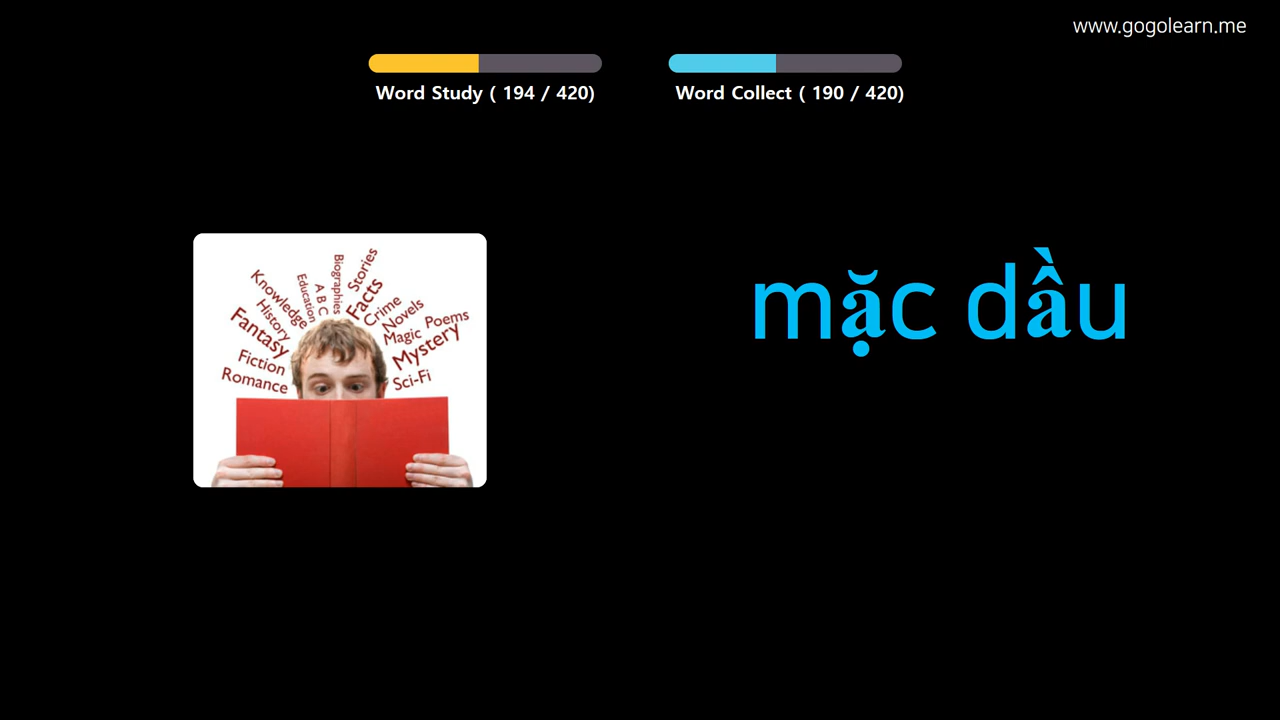 www.gogolearn.me
Word Study ( 194 / 420)
Word Collect ( 190 / 420)
mặc dầu
Knowledge
History
Fantasy
Fiction
Romance
Education
A B C
Biographies
Stories
Facts
Crime
Novels
Magic
Poems
Mystery
Sci-Fi